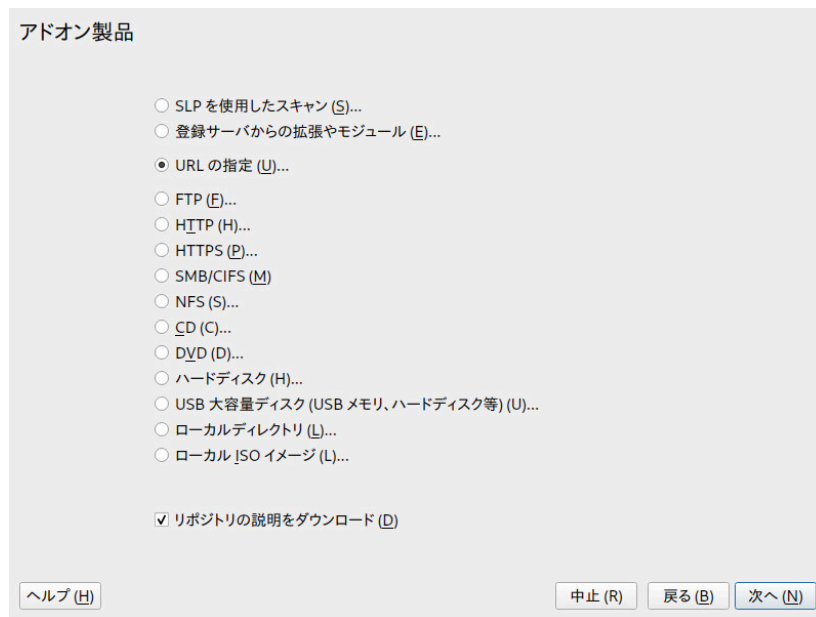 アドオン製品
SLP を使用したスキャン (S)...
登録サーバからの拡張やモジュール (E)...
URL の指定 (U)...
FTP (F)...
HTTP (H)...
HTTPS (P)...
SMB/CIFS (M)
NFS (S)...
CD (C)...
DVD (D)...
ハードディスク (H)...
USB 大容量ディスク (USB メモリ、ハードディスク等) (U)...
ローカルディレクトリ (L)...
ローカル ISO イメージ (L)...
リポジトリの説明をダウンロード (D)
ヘルプ (H) 中止 (R) 戻る (B) 次へ (N)